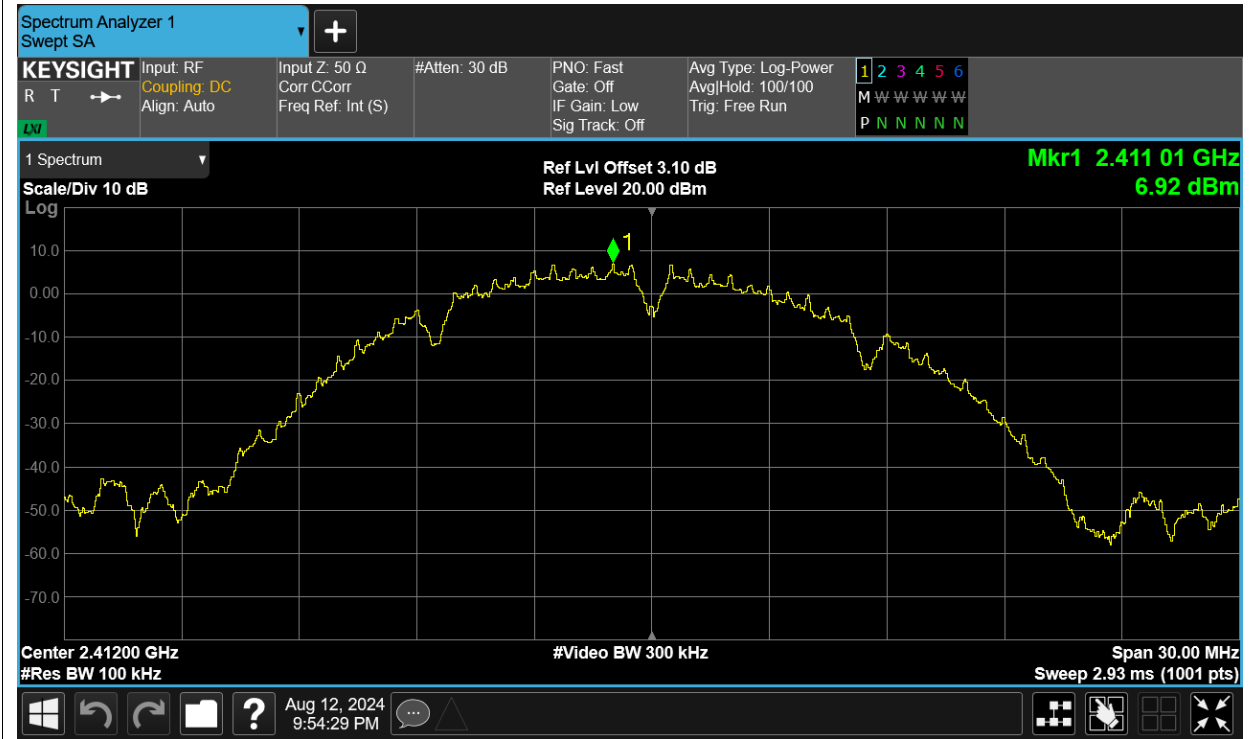 Spectrum Analyzer 1
Swept SA
KEYSIGHT
R T
LXI
Input: RF
Coupling: DC
Align: Auto
Input Z: 50 Ω
Corr CCorr
Freq Ref: Int (S)
#Atten: 30 dB
PNO: Fast
Gate: Off
IF Gain: Low
Sig Track: Off
Avg Type: Log-Power
Avg|Hold: 100/100
Trig: Free Run
1 2 3 4 5 6
M W W W W W
P N N N N N
1 Spectrum
Scale/Div 10 dB
Log
Ref Lvl Offset 3.10 dB
Ref Level 20.00 dBm
Mkr1 2.411 01 GHz
6.92 dBm
1
10.0
0.00
-10.0
-20.0
-30.0
-40.0
-50.0
-60.0
-70.0
Center 2.41200 GHz
#Video BW 300 kHz
Span 30.00 MHz
#Res BW 100 kHz
Sweep 2.93 ms (1001 pts)
?
Aug 12, 2024
9:54:29 PM